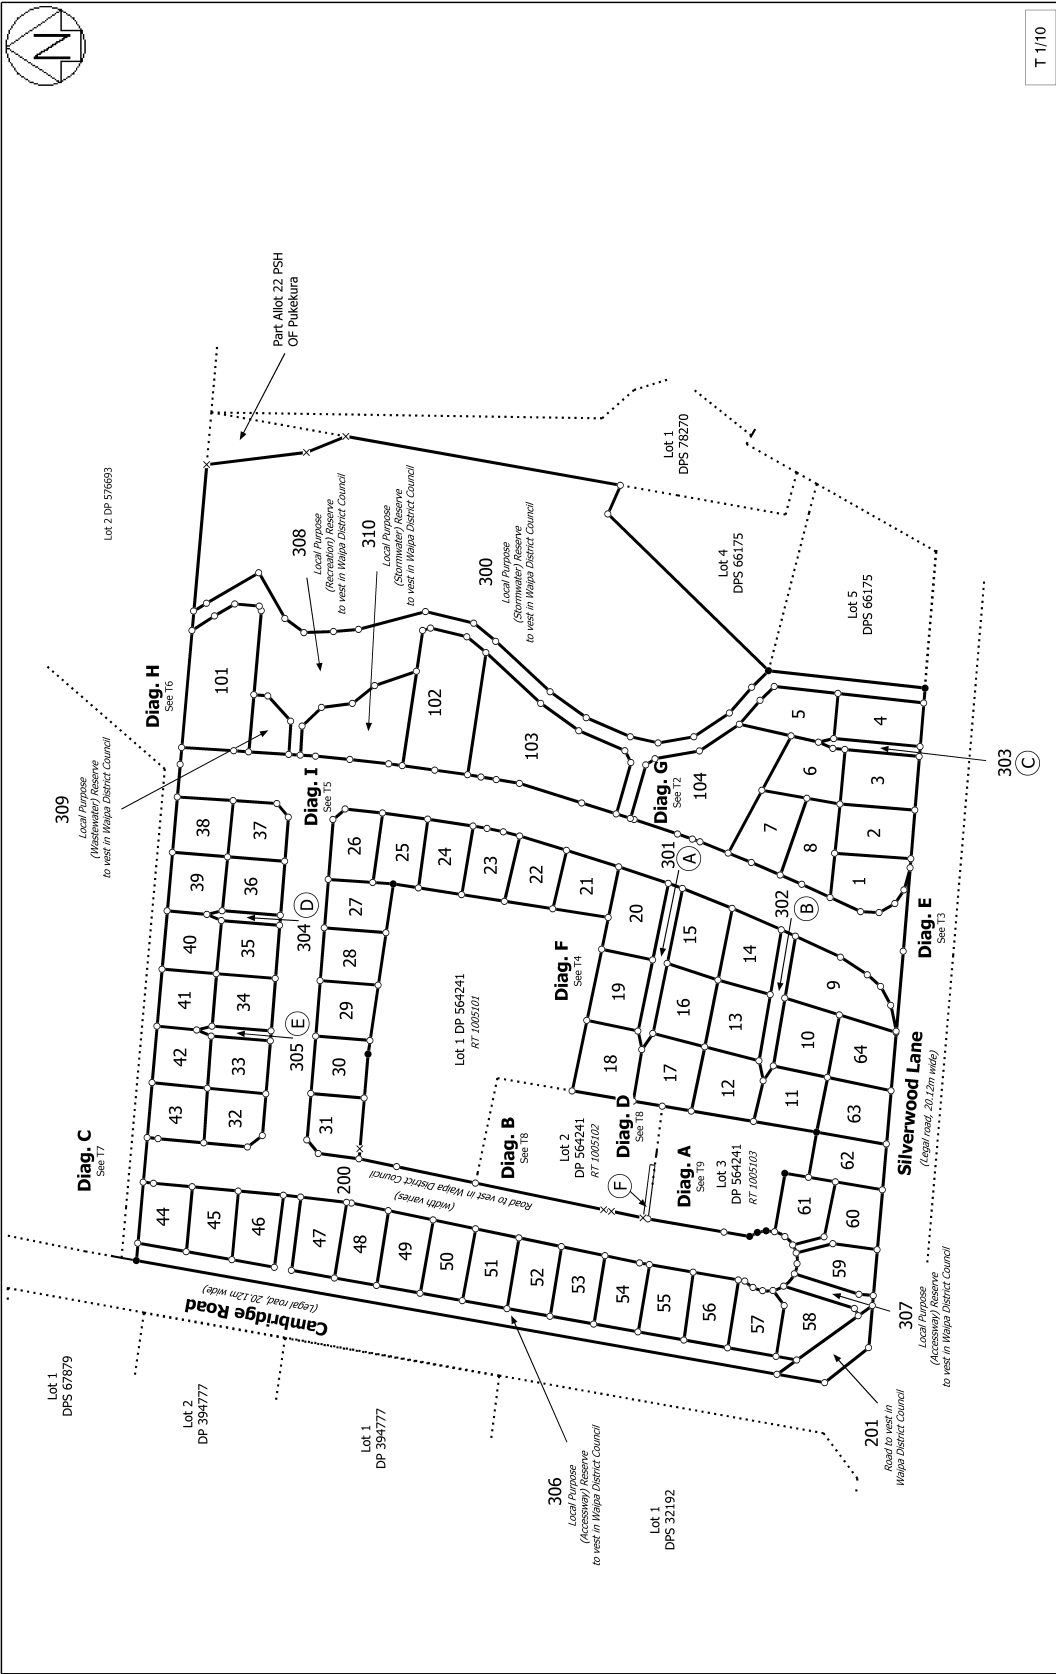 N
T 1/10
Part Allot 22 PSH
OF Pukekura
Lot 2 DP 576693
Lot 1
DPS 78270
Lot 4
DPS 66175
Lot 5
DPS 66175
308
Local Purpose
(Recreation) Reserve
to vest in Waipa District Council
310
Local Purpose
(Stormwater) Reserve
to vest in Waipa District Council
300
Local Purpose
(Stormwater) Reserve
to vest in Waipa District Council
Diag. H
See T6
309
Local Purpose
(Wastewater) Reserve
to vest in Waipa District Council
101
102
103
104
Diag. I
See T5
Diag. G
See T2
303
C
5
4
6
3
7
8
2
1
38
37
39
36
40
35
41
34
42
33
43
32
304
D
305
E
26
25
24
23
22
21
20
27
28
29
30
31
301
A
302
B
15
14
9
Diag. F
See T4
Diag. E
See T3
19
16
13
10
64
18
17
12
11
63
62
61
60
59
58
Lot 1 DP 564241
RT 1005101
Lot 2
DP 564241
RT 1005102
Lot 3
DP 564241
RT 1005103
Diag. B
See T8
Diag. D
See T8
Diag. A
See T9
F
Silverwood Lane
(Legal road, 20.12m wide)
Diag. C
See T7
200
Road to vest in Waipa District Council
(width varies)
44
45
46
47
48
49
50
51
52
53
54
55
56
57
Cambridge Road
(Legal road, 20.12m wide)
307
Local Purpose
(Accessway) Reserve
to vest in Waipa District Council
201
Road to vest in
Waipa District Council
306
Local Purpose
(Accessway) Reserve
to vest in Waipa District Council
Lot 1
DPS 67879
Lot 2
DP 394777
Lot 1
DP 394777
Lot 1
DPS 32192